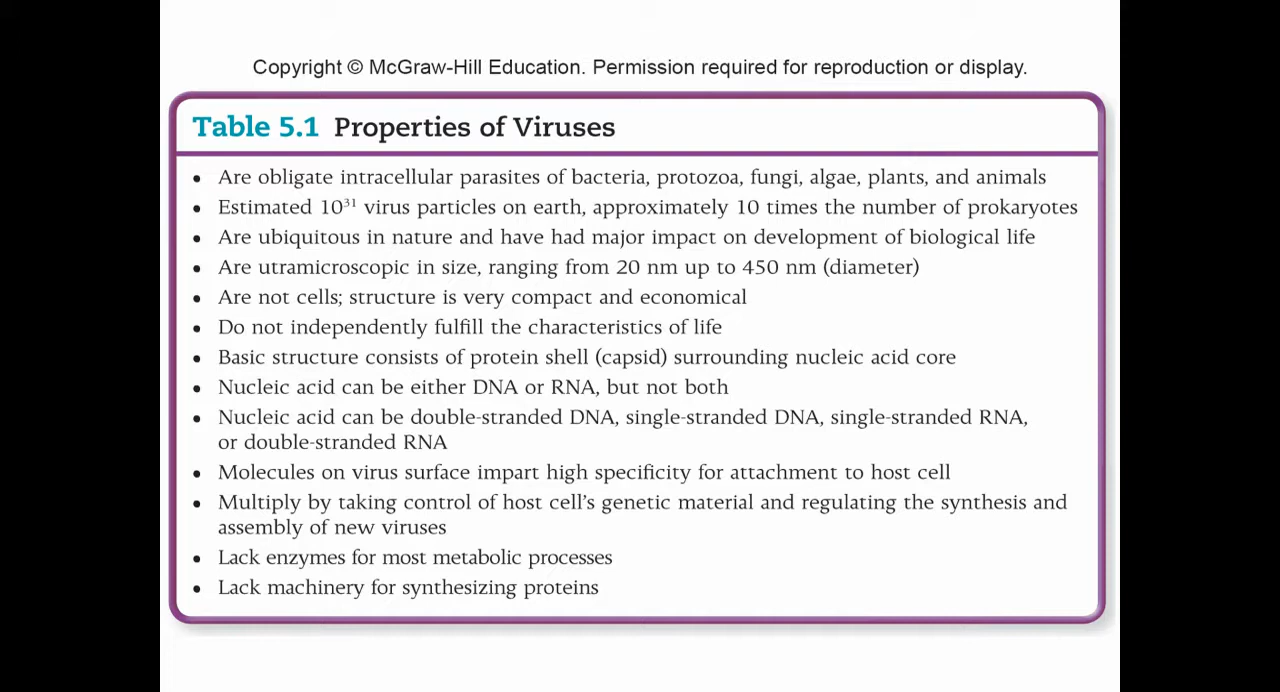 Copyright © McGraw-Hill Education. Permission required for reproduction or display.
Table 5.1 Properties of Viruses
• Are obligate intracellular parasites of bacteria, protozoa, fungi, algae, plants, and animals
• Estimated 10³¹ virus particles on earth, approximately 10 times the number of prokaryotes
• Are ubiquitous in nature and have had major impact on development of biological life
• Are utramicroscopic in size, ranging from 20 nm up to 450 nm (diameter)
• Are not cells; structure is very compact and economical
• Do not independently fulfill the characteristics of life
• Basic structure consists of protein shell (capsid) surrounding nucleic acid core
• Nucleic acid can be either DNA or RNA, but not both
• Nucleic acid can be double-stranded DNA, single-stranded DNA, single-stranded RNA,
or double-stranded RNA
• Molecules on virus surface impart high specificity for attachment to host cell
• Multiply by taking control of host cell's genetic material and regulating the synthesis and
assembly of new viruses
• Lack enzymes for most metabolic processes
• Lack machinery for synthesizing proteins